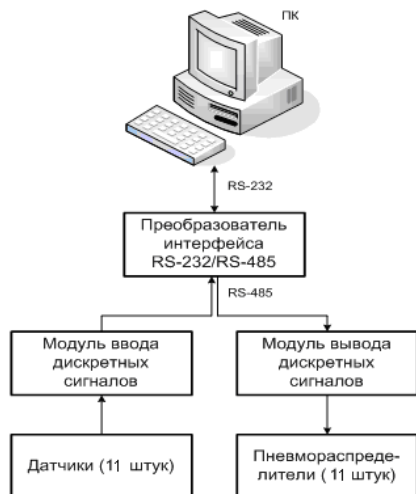 ПК
RS-232
Преобразователь
интерфейса
RS-232/RS-485
RS-485
Модуль ввода
дискретных
сигналов
Модуль вывода
дискретных
сигналов
Датчики (11 штук)
Пневмораспреде-
лители ( 11 штук)